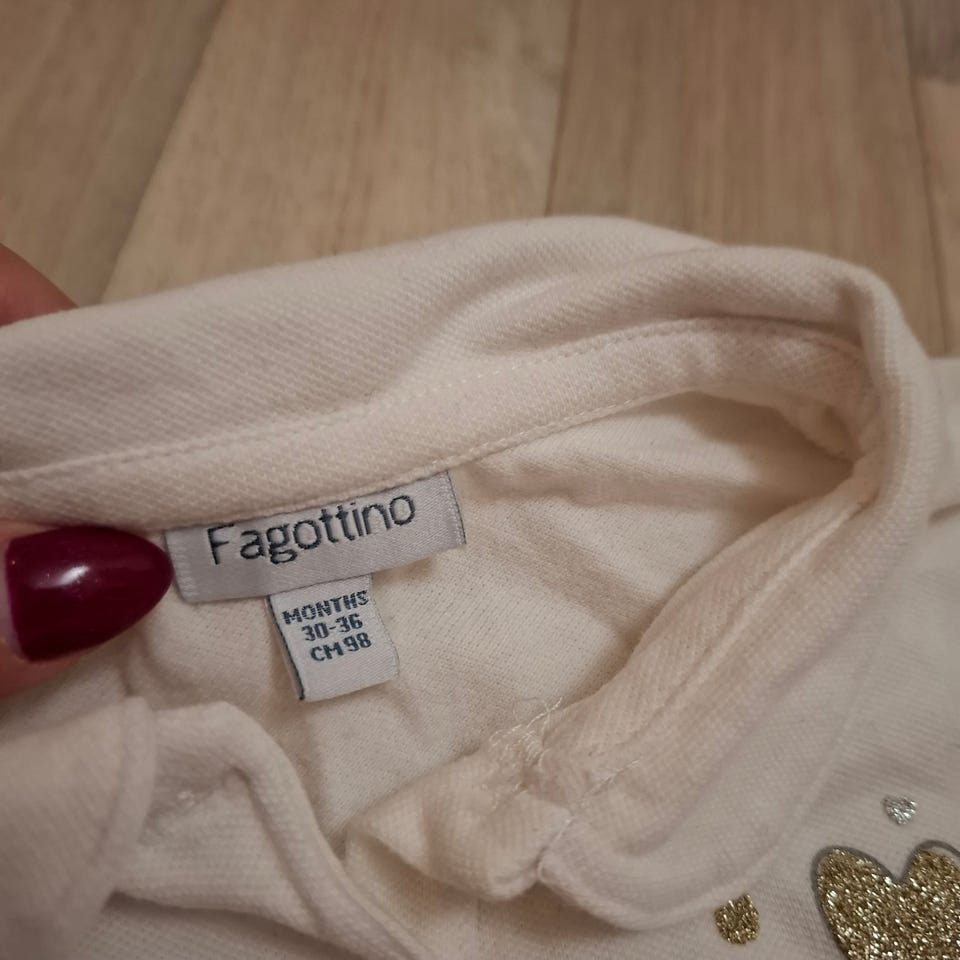 Fagottino
MONTHS
30-36
CM 98